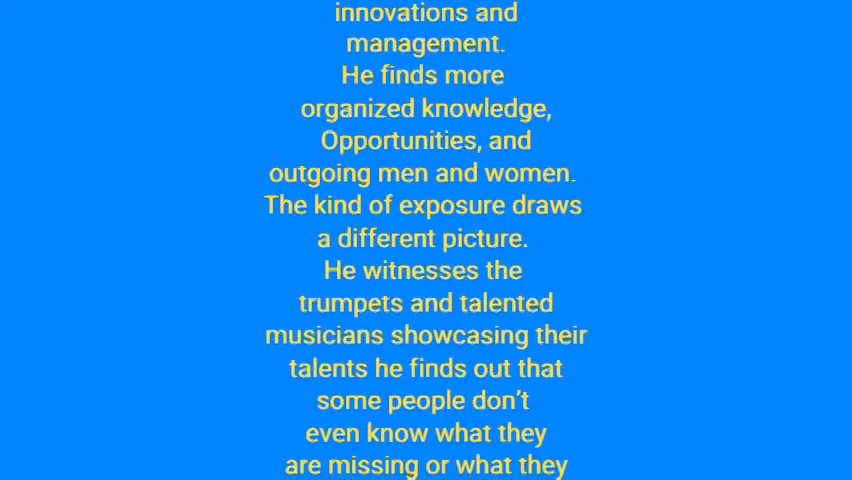 innovations and
management.
He finds more
organized knowledge,
Opportunities, and
outgoing men and women.
The kind of exposure draws
a different picture.
He witnesses the
trumpets and talented
musicians showcasing their
talents he finds out that
some people don’t
even know what they
are missing or what they